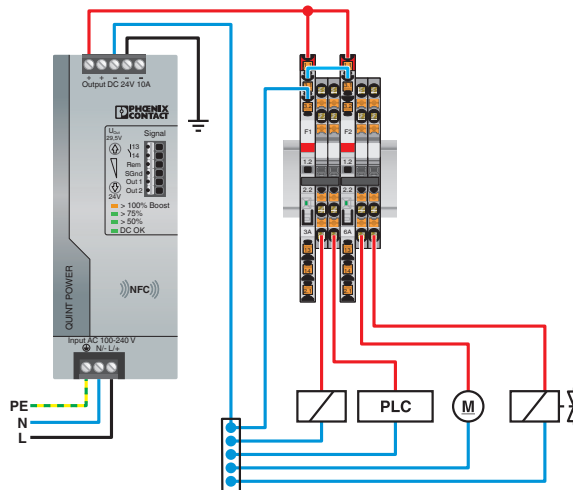 + + − − −
Output DC 24V 10A
PHŒNIX
CONTACT
UOut
29,5V
Signal
13
14
Rem
SGnd
Out 1
Out 2
24V
> 100% Boost
> 75%
> 50%
DC OK
QUINT POWER
NFC
Input AC 100-240 V
N/- L/+
PE
N
L
F1
F2
1.2
1.2
2.2
2.2
3A
6A
PLC
M